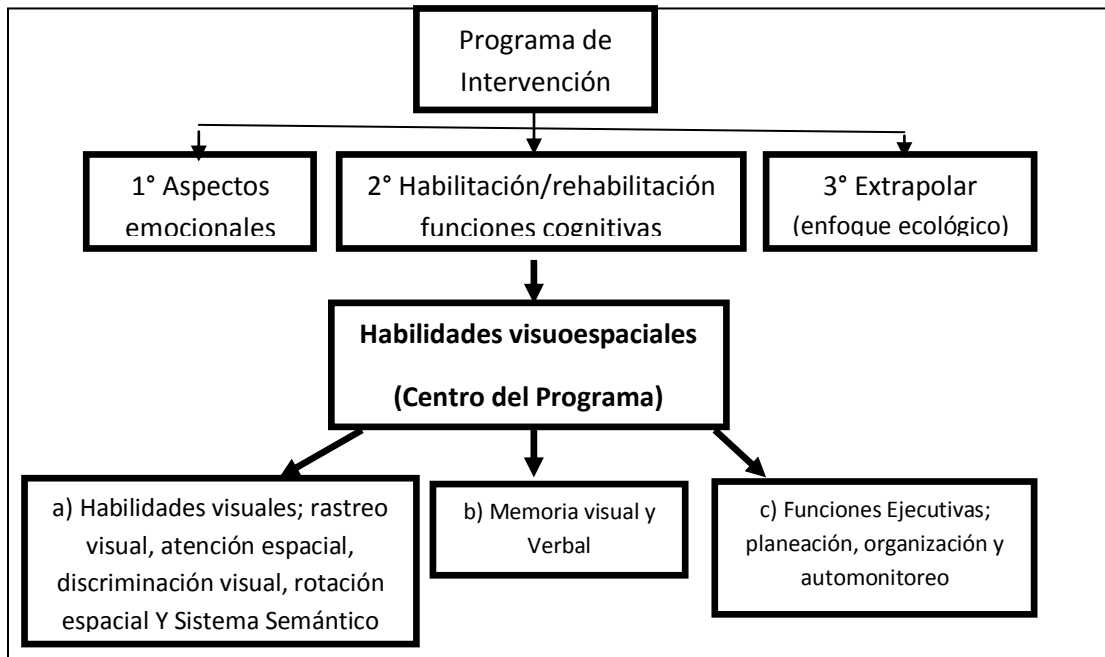 Programa de
Intervención
1° Aspectos
emocionales
2° Habilitación/rehabilitación
funciones cognitivas
3° Extrapolar
(enfoque ecológico)
Habilidades visuoespaciales
(Centro del Programa)
a) Habilidades visuales; rastreo
visual, atención espacial,
discriminación visual, rotación
espacial Y Sistema Semántico
b) Memoria visual y
Verbal
c) Funciones Ejecutivas;
planeación, organización y
automonitoreo